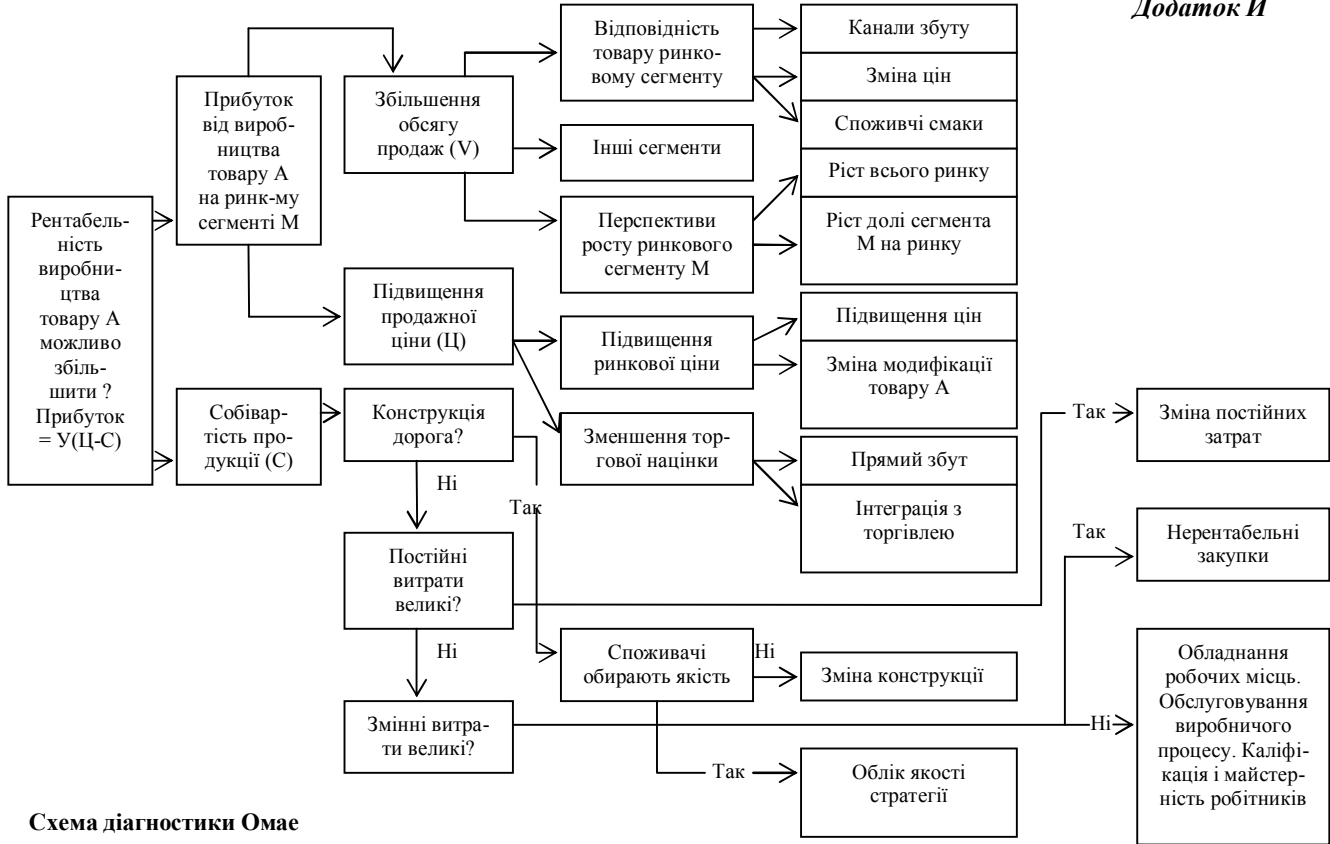 Додаток И
Рентабель-
ність
виробни-
цтва
товару А
можливо
збіль-
шити ?
Прибуток
= У(Ц-С)
Прибуток
від вироб-
ництва
товару А
на ринк-му
сегменті М
Собівар-
тість про-
дукції (С)
Збільшення
обсягу
продаж (V)
Підвищення
продажної
ціни (Ц)
Конструкція
дорога?
Ні
Так
Постійні
витрати
великі?
Ні
Змінні витра-
ти великі?
Відповідність
товару ринко-
вому сегменту
Інші сегменти
Перспективи
росту ринкового
сегменту М
Підвищення
ринкової ціни
Зменшення тор-
гової націнки
Споживачі
обирають якість
Ні
Так
Канали збуту
Зміна цін
Споживчі смаки
Ріст всього ринку
Ріст долі сегмента
М на ринку
Підвищення цін
Зміна модифікації
товару А
Прямий збут
Інтеграція з
торгівлею
Зміна конструкції
Облік якості
стратегії
Так
Зміна постійних
затрат
Так
Нерентабельні
закупки
Ні
Обладнання
робочих місць.
Обслуговування
виробничого
процесу. Каліфі-
кація і майстер-
ність робітників
Схема діагностики Омае